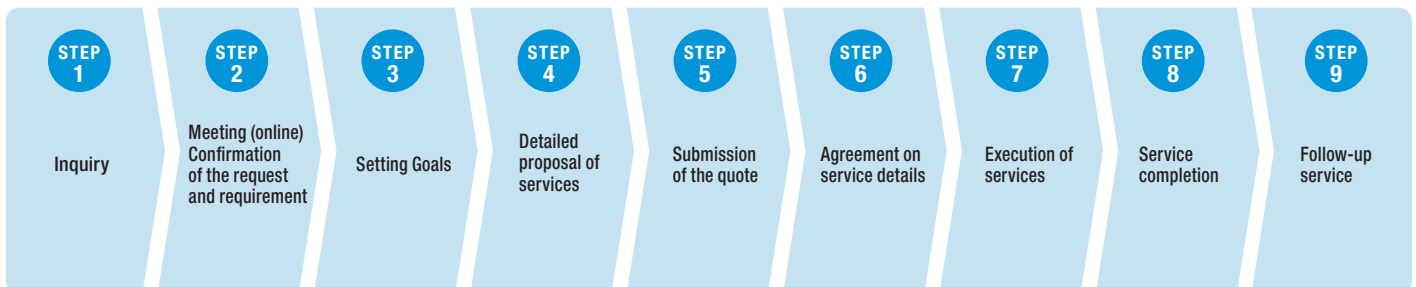 STEP
1
Inquiry
STEP
2
Meeting (online)
Confirmation
of the request
and requirement
STEP
3
Setting Goals
STEP
4
Detailed
proposal of
services
STEP
5
Submission
of the quote
STEP
6
Agreement on
service details
STEP
7
Execution of
services
STEP
8
Service
completion
STEP
9
Follow-up
service